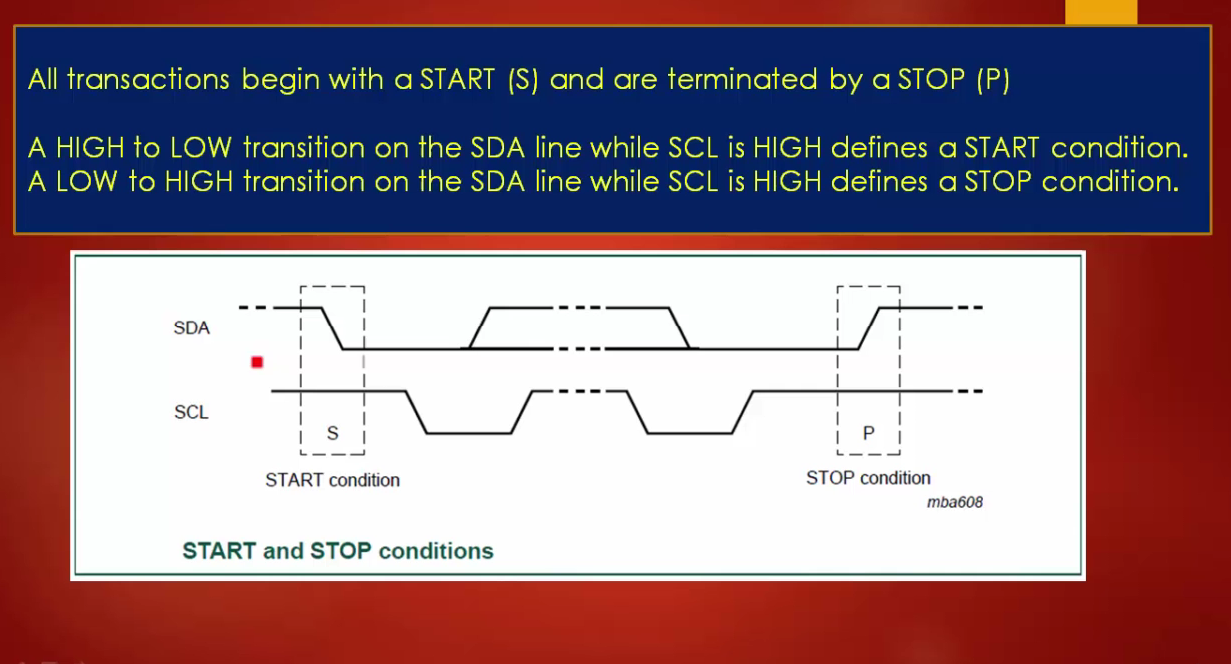 All transactions begin with a START (S) and are terminated by a STOP (P)
A HIGH to LOW transition on the SDA line while SCL is HIGH defines a START condition.
A LOW to HIGH transition on the SDA line while SCL is HIGH defines a STOP condition.
SDA
SCL
S
P
START condition
STOP condition
mba608
START and STOP conditions